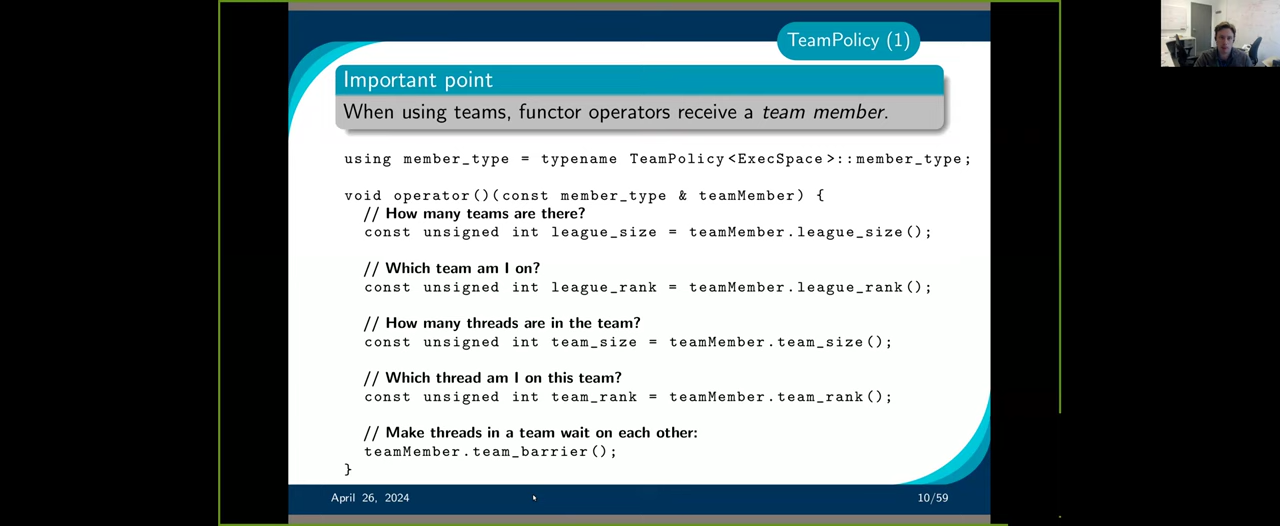 TeamPolicy (1)
Important point
When using teams, functor operators receive a team member.
using member_type = typename TeamPolicy<ExecSpace>::member_type;
void operator()(const member_type & teamMember) {
// How many teams are there?
const unsigned int league_size = teamMember.league_size();
// Which team am I on?
const unsigned int league_rank = teamMember.league_rank();
// How many threads are in the team?
const unsigned int team_size = teamMember.team_size();
// Which thread am I on this team?
const unsigned int team_rank = teamMember.team_rank();
// Make threads in a team wait on each other:
teamMember.team_barrier();
}
April 26, 2024
10/59